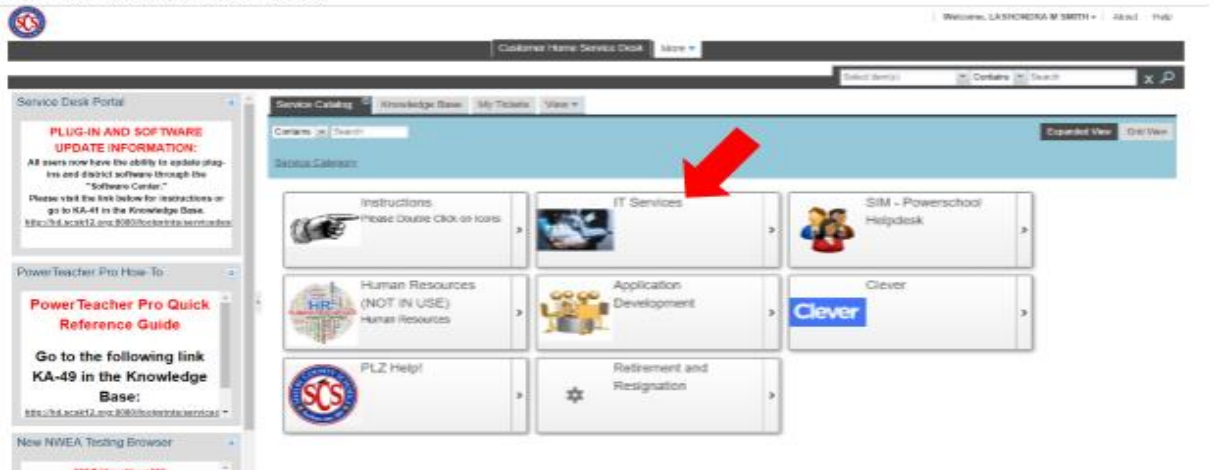 SCS
Welcome, LASHONDRA M SMITH
About
Help
Customer Home Service Desk
More
Select Item(s)
Contains
Search
X
Service Desk Portal
PLUG-IN AND SOFTWARE
UPDATE INFORMATION:
All users now have the ability to update plug-
ins and district software through the
"Software Center."
Please visit the link below for instructions or
go to KA-41 in the Knowledge Base.
PowerTeacher Pro How-To
PowerTeacher Pro Quick
Reference Guide
Go to the following link
KA-49 in the Knowledge
Base:
New NWEA Testing Browser
Service Catalog
Knowledge Base
My Tickets
View
Contains
Search
Expanded View
Grid View
Service Category
Instructions
Please Double Click on Icons
IT Services
SIM - Powerschool
Helpdesk
Human Resources
(NOT IN USE)
Human Resources
HR
Application
Development
Clever
Clever
PLZ Help!
SCS
Retirement and
Resignation